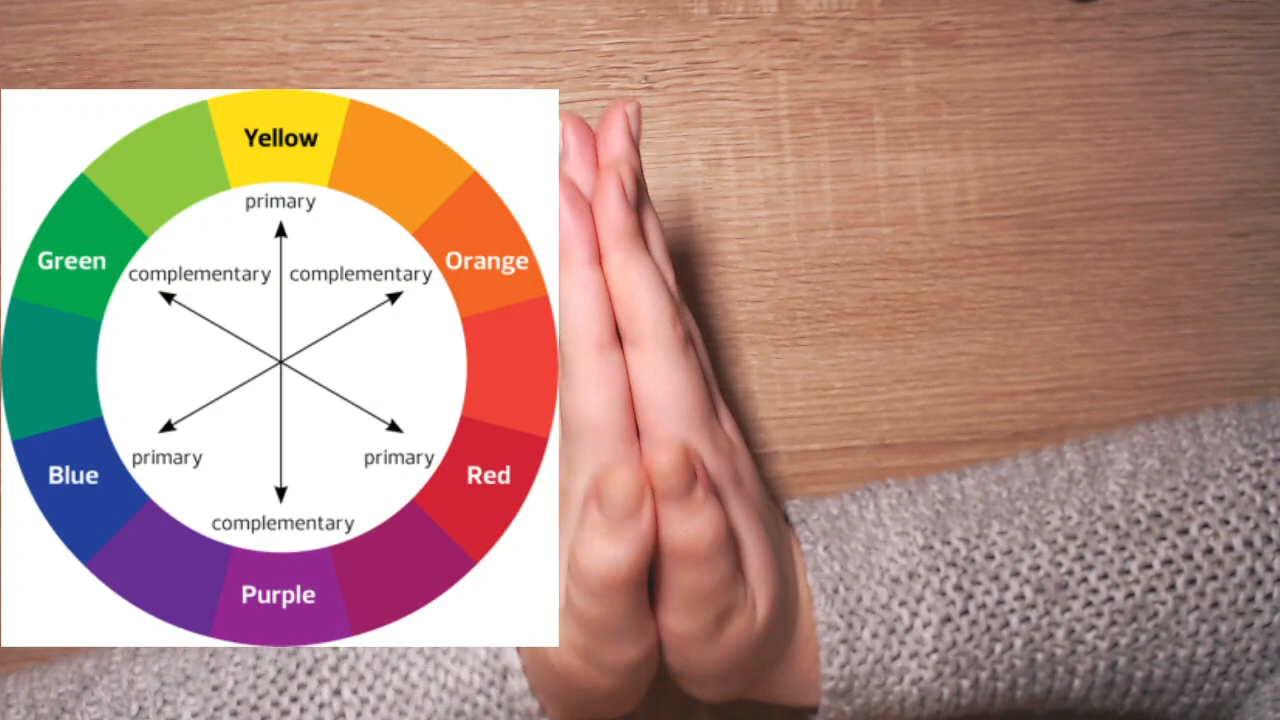 Yellow
primary
Green
Orange
complementary
complementary
primary
primary
Blue
Red
complementary
Purple